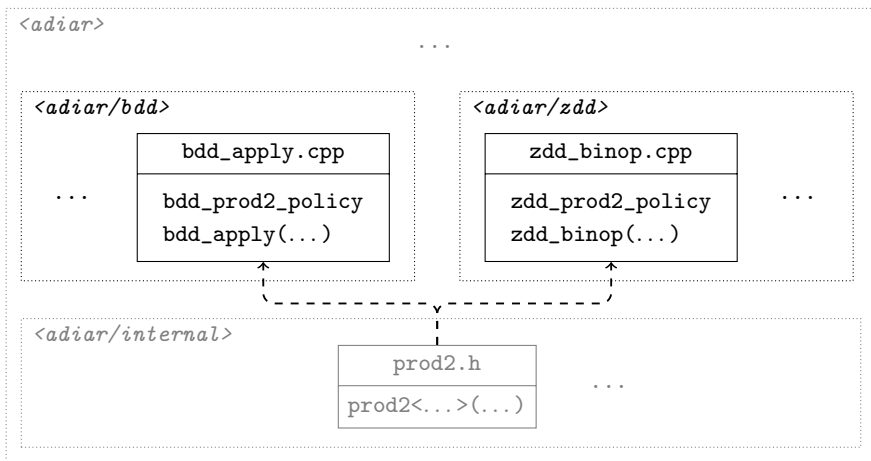 <adiar>
...
<adiar/bdd>
<adiar/zdd>
bdd_apply.cpp
zdd_binop.cpp
...
bdd_prod2_policy
bdd_apply(...)
zdd_prod2_policy
zdd_binop(...)
...
<adiar/internal>
prod2.h
prod2<...>(...)
...